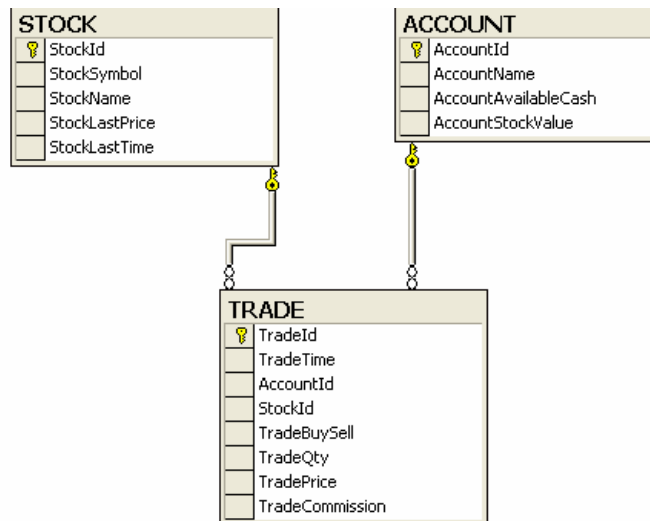 STOCK
StockId
StockSymbol
StockName
StockLastPrice
StockLastTime
ACCOUNT
AccountId
AccountName
AccountAvailableCash
AccountStockValue
TRADE
TradeId
TradeTime
AccountId
StockId
TradeBuySell
TradeQty
TradePrice
TradeCommission